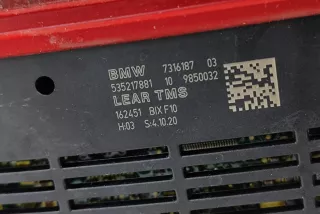 BMW 7316187 03
535217881 10 9850032
LEAR TMS
162451 BIX F10
H:03 S:4.10.20